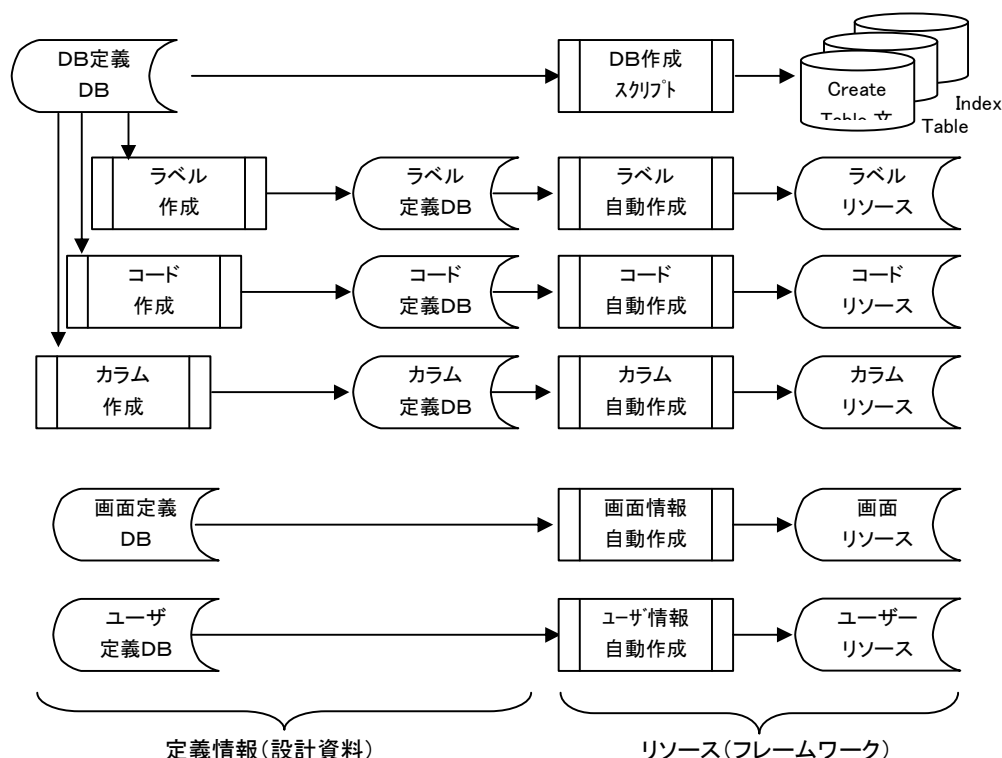 DB定義
DB
DB作成
スクリプト
Create
Table 文
Index
Table
ラベル
作成
ラベル
定義DB
ラベル
自動作成
ラベル
リソース
コード
作成
コード
定義DB
コード
自動作成
コード
リソース
カラム
作成
カラム
定義DB
カラム
自動作成
カラム
リソース
画面定義
DB
画面情報
自動作成
画面
リソース
ユーザ
定義DB
ユーザ情報
自動作成
ユーザー
リソース
定義情報(設計資料)
リソース(フレームワーク)